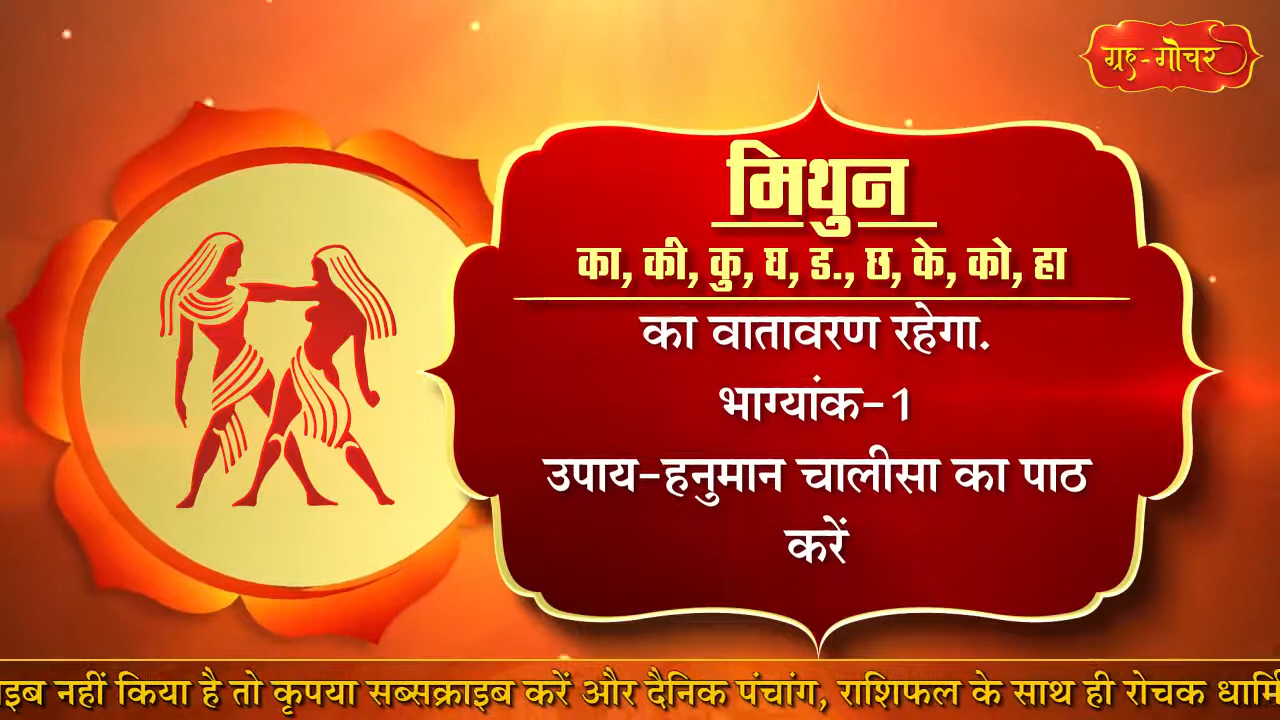 ग्रह-गोचर
मिथुन
का, की, कु, घ, ड., छ, के, को, हा
का वातावरण रहेगा.
भाग्यांक-1
उपाय-हनुमान चालीसा का पाठ
करें
इब नहीं किया है तो कृपया सब्सक्राइब करें और दैनिक पंचांग, राशिफल के साथ ही रोचक